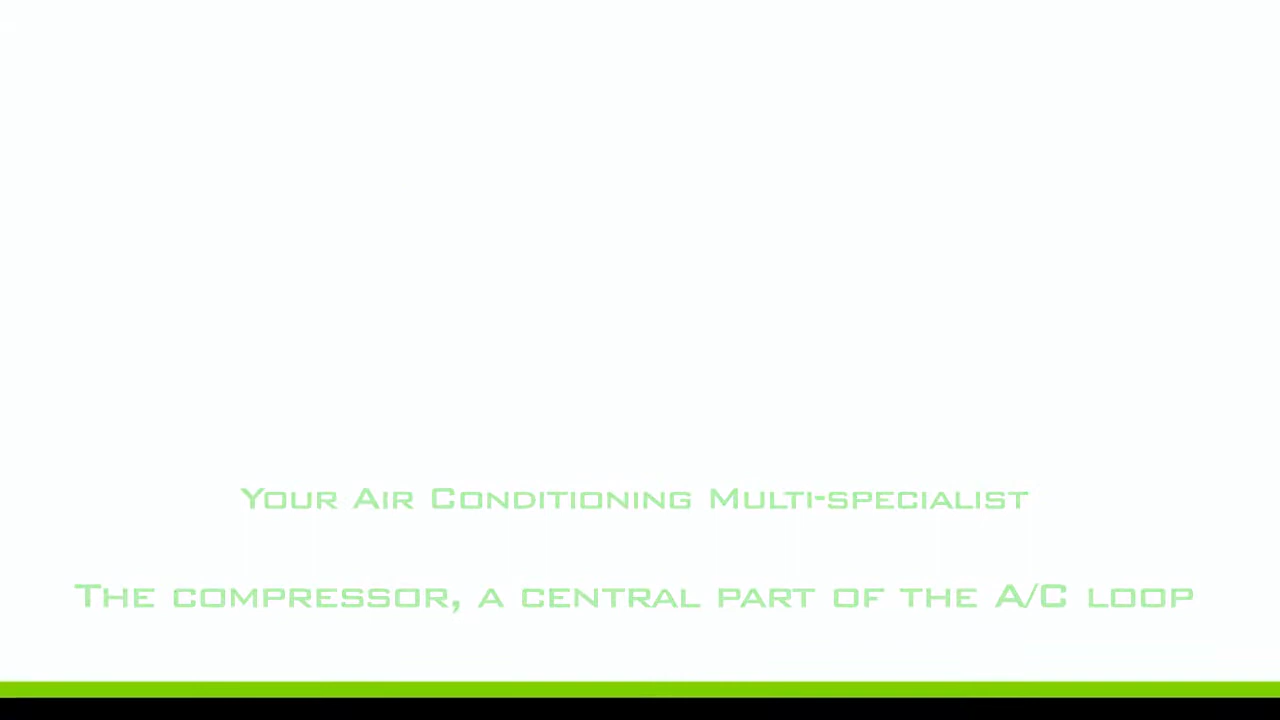 Your Air Conditioning Multi-specialist
The compressor, a central part of the A/C loop